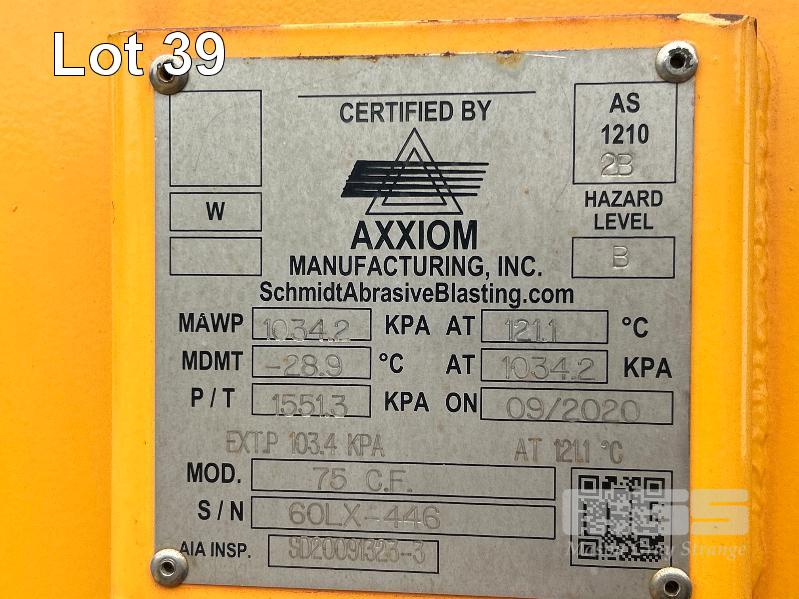 Lot 39
CERTIFIED BY
AS
1210
2B
HAZARD
LEVEL
B
W
AXXIOM
MANUFACTURING, INC.
SchmidtAbrasiveBlasting.com
MAWP 1034.2 KPA AT 121.1 °C
MDMT -28.9 °C AT 1034.2 KPA
P/T 1551.3 KPA ON 09/2020
EXT.P 103.4 KPA AT 121.1 °C
MOD. 75 C.F.
S/N 60LX-446
AIA INSP. SD20091323-3